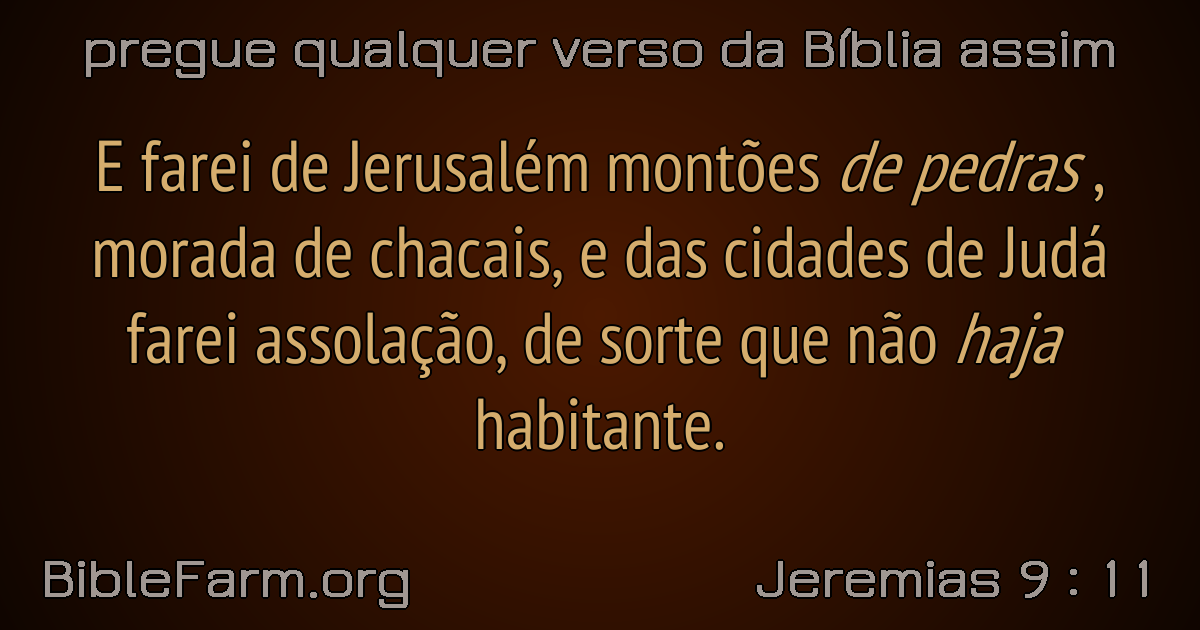 pregue qualquer verso da Bíblia assim
E farei de Jerusalém montões de pedras ,
morada de chacais, e das cidades de Judá
farei assolação, de sorte que não haja
habitante.
BibleFarm.org
Jeremias 9 : 11